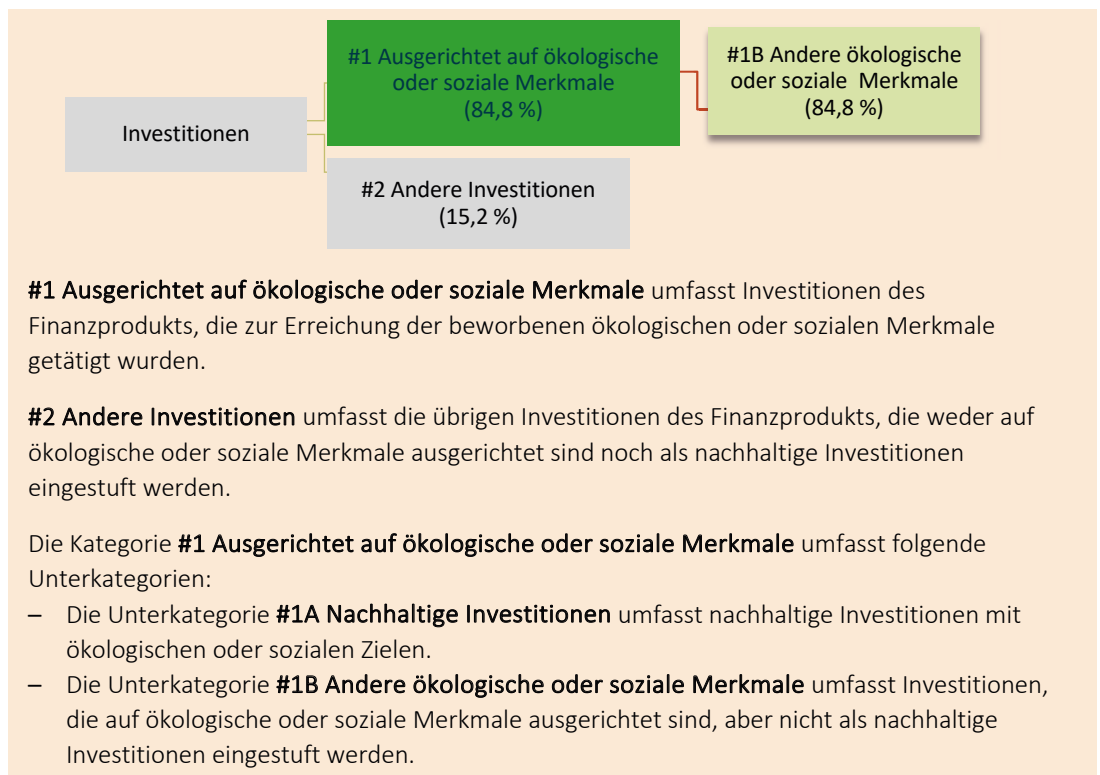 #1 Ausgerichtet auf ökologische
oder soziale Merkmale
(84,8 %)
#1B Andere ökologische
oder soziale Merkmale
(84,8 %)
Investitionen
#2 Andere Investitionen
(15,2 %)
#1 Ausgerichtet auf ökologische oder soziale Merkmale umfasst Investitionen des
Finanzprodukts, die zur Erreichung der beworbenen ökologischen oder sozialen Merkmale
getätigt wurden.
#2 Andere Investitionen umfasst die übrigen Investitionen des Finanzprodukts, die weder auf
ökologische oder soziale Merkmale ausgerichtet sind noch als nachhaltige Investitionen
eingestuft werden.
Die Kategorie #1 Ausgerichtet auf ökologische oder soziale Merkmale umfasst folgende
Unterkategorien:
– Die Unterkategorie #1A Nachhaltige Investitionen umfasst nachhaltige Investitionen mit
ökologischen oder sozialen Zielen.
– Die Unterkategorie #1B Andere ökologische oder soziale Merkmale umfasst Investitionen,
die auf ökologische oder soziale Merkmale ausgerichtet sind, aber nicht als nachhaltige
Investitionen eingestuft werden.